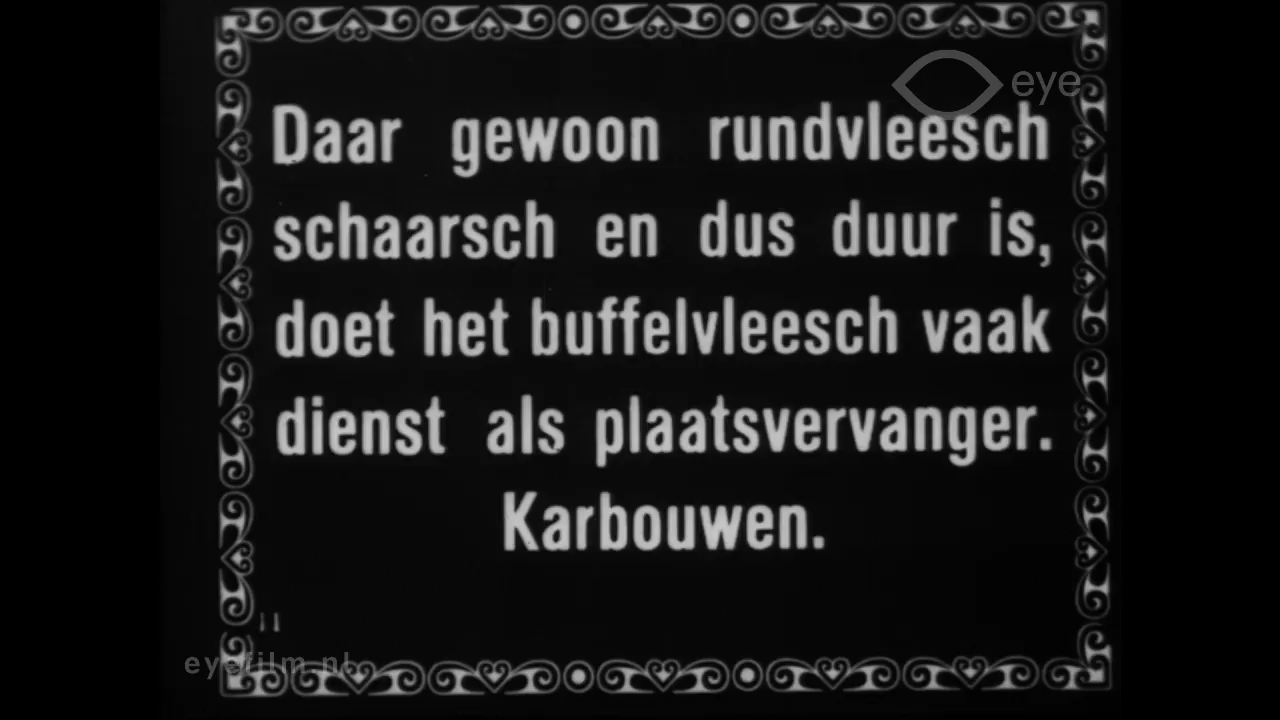 eye
Daar gewoon rundvleesch
schaarsch en dus duur is,
doet het buffelvleesch vaak
dienst als plaatsvervanger.
Karbouwen.
11
eyefilm.nl